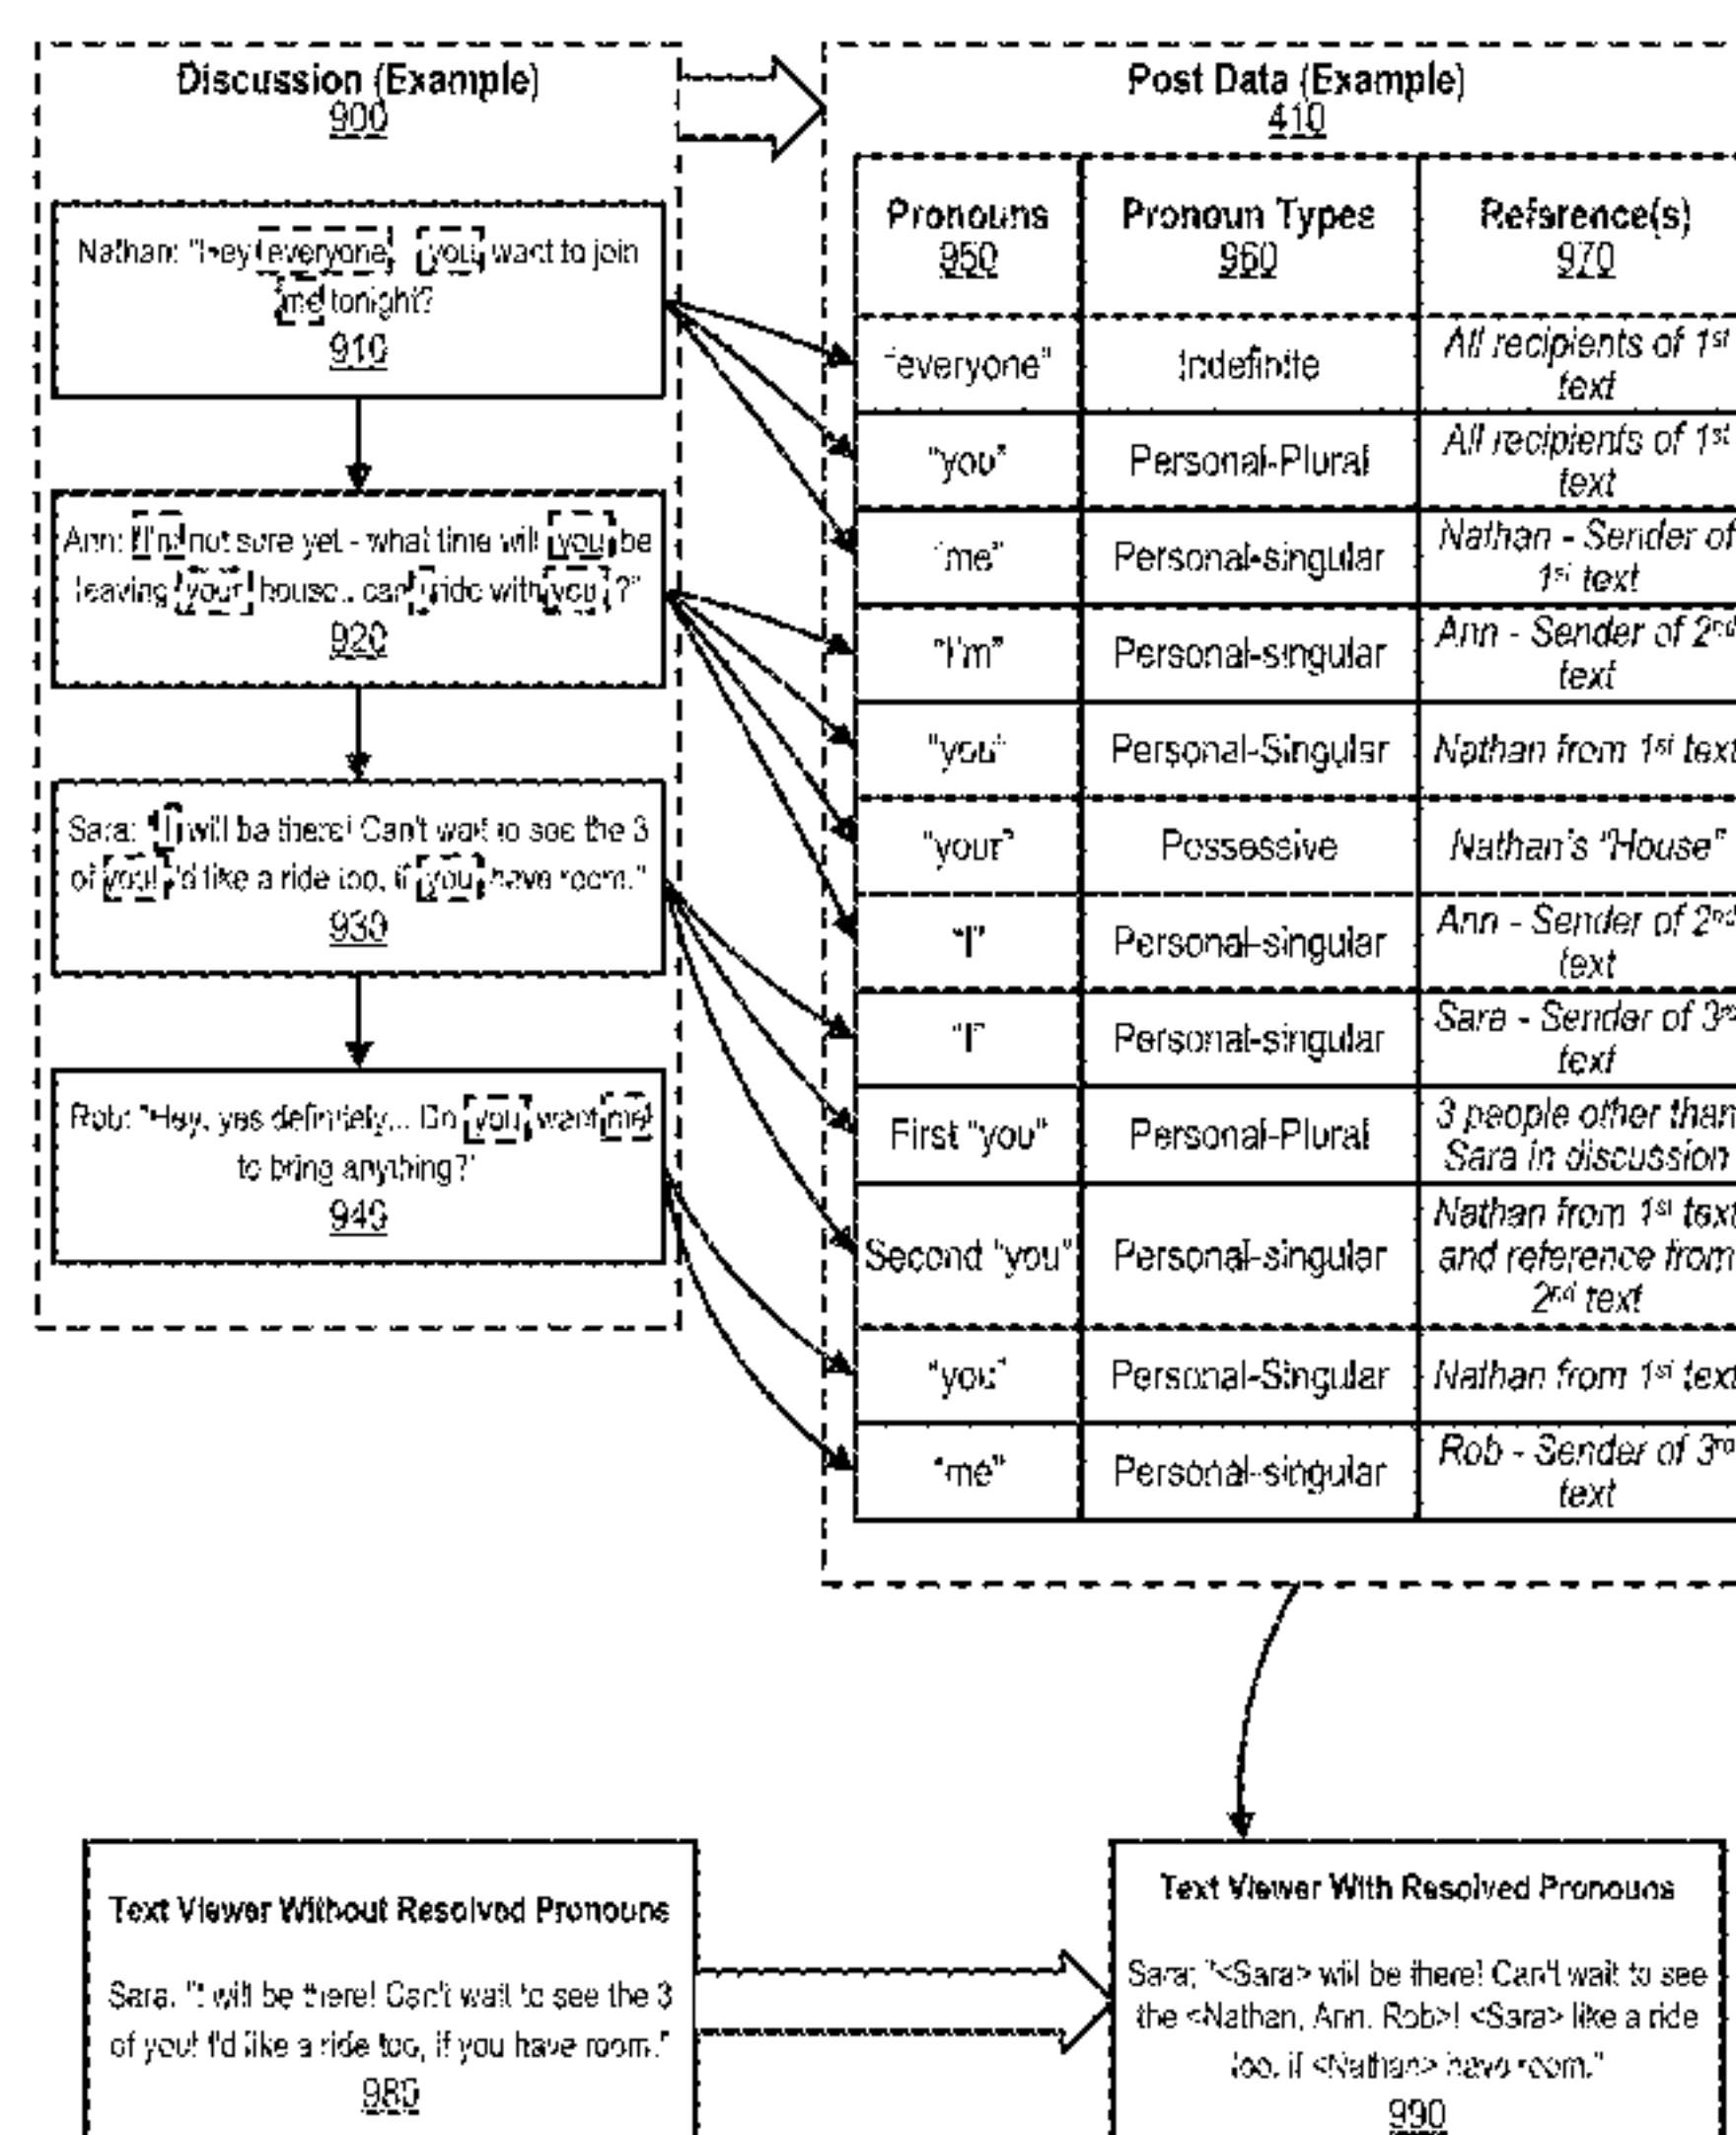 Discussion (Example)
900
Nathan: "Hey everyone, you want to join
me tonight?
910
Ann: "I'm not sure yet - what time will you be
leaving your house.. can I ride with you ?"
920
Sara: "I will be there! Can't wait to see the 3
of you! I'd like a ride too, if you have room."
930
Rob: "Hey, yes definitely... Do you want me
to bring anything?"
940
Post Data (Example)
410
Pronouns
950
Pronoun Types
960
Reference(s)
970
"everyone"
Indefinite
All recipients of 1st
text
"you"
Personal-Plural
All recipients of 1st
text
"me"
Personal-singular
Nathan - Sender of
1st text
"I'm"
Personal-singular
Ann - Sender of 2nd
text
"you"
Personal-Singular
Nathan from 1st text
"your"
Possessive
Nathan's "House"
"I"
Personal-singular
Ann - Sender of 2nd
text
"I"
Personal-singular
Sara - Sender of 3rd
text
First "you"
Personal-Plural
3 people other than
Sara in discussion
Second "you"
Personal-singular
Nathan from 1st text
and reference from
2nd text
"you"
Personal-Singular
Nathan from 1st text
"me"
Personal-singular
Rob - Sender of 3rd
text
Text Viewer Without Resolved Pronouns
Sara: "I will be there! Can't wait to see the 3
of you! I'd like a ride too, if you have room."
980
Text Viewer With Resolved Pronouns
Sara: "<Sara> will be there! Can't wait to see
the <Nathan, Ann, Rob>! <Sara> like a ride
too, if <Nathan> have room."
990